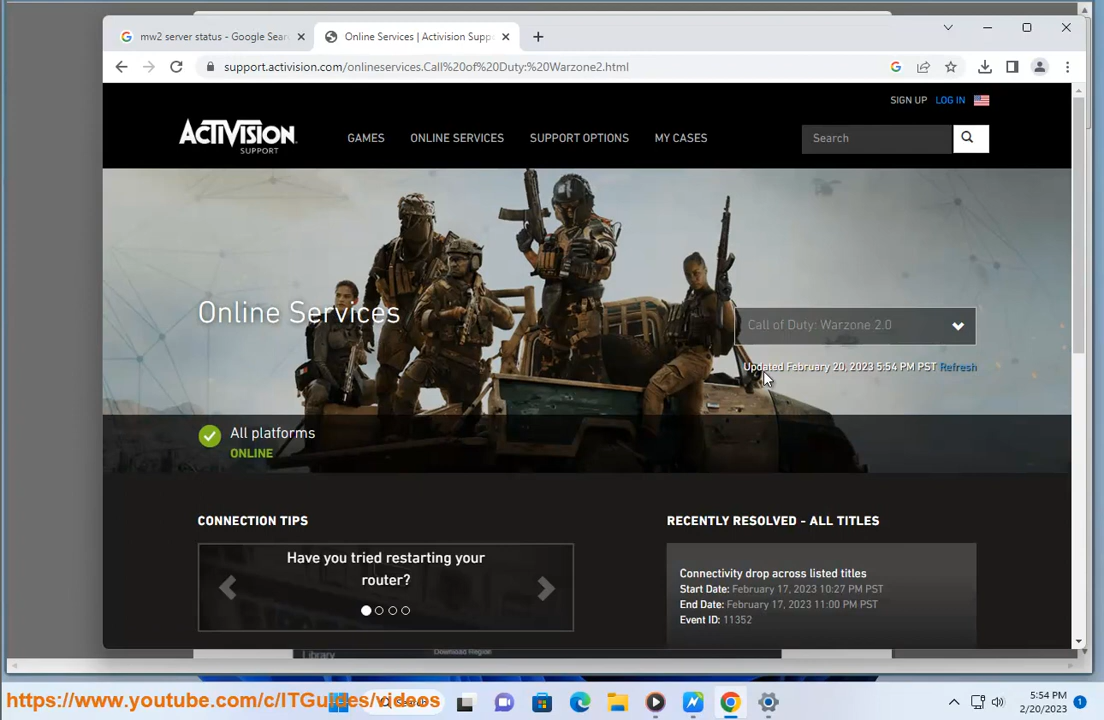 mw2 server status - Google Sear
Online Services | Activision Suppo
support.activision.com/onlineservices.Call%20of%20Duty:%20Warzone2.html
SIGN UP LOG IN
ACTIVISION
SUPPORT
GAMES ONLINE SERVICES SUPPORT OPTIONS MY CASES
Search
Online Services
Call of Duty: Warzone 2.0
Updated February 20, 2023 5:54 PM PST Refresh
All platforms
ONLINE
CONNECTION TIPS
Have you tried restarting your
router?
RECENTLY RESOLVED - ALL TITLES
Connectivity drop across listed titles
Start Date: February 17, 2023 10:27 PM PST
End Date: February 17, 2023 11:00 PM PST
Event ID: 11352
Library
Download Region
https://www.youtube.com/c/ITGuides/videos
5:54 PM
2/20/2023
1